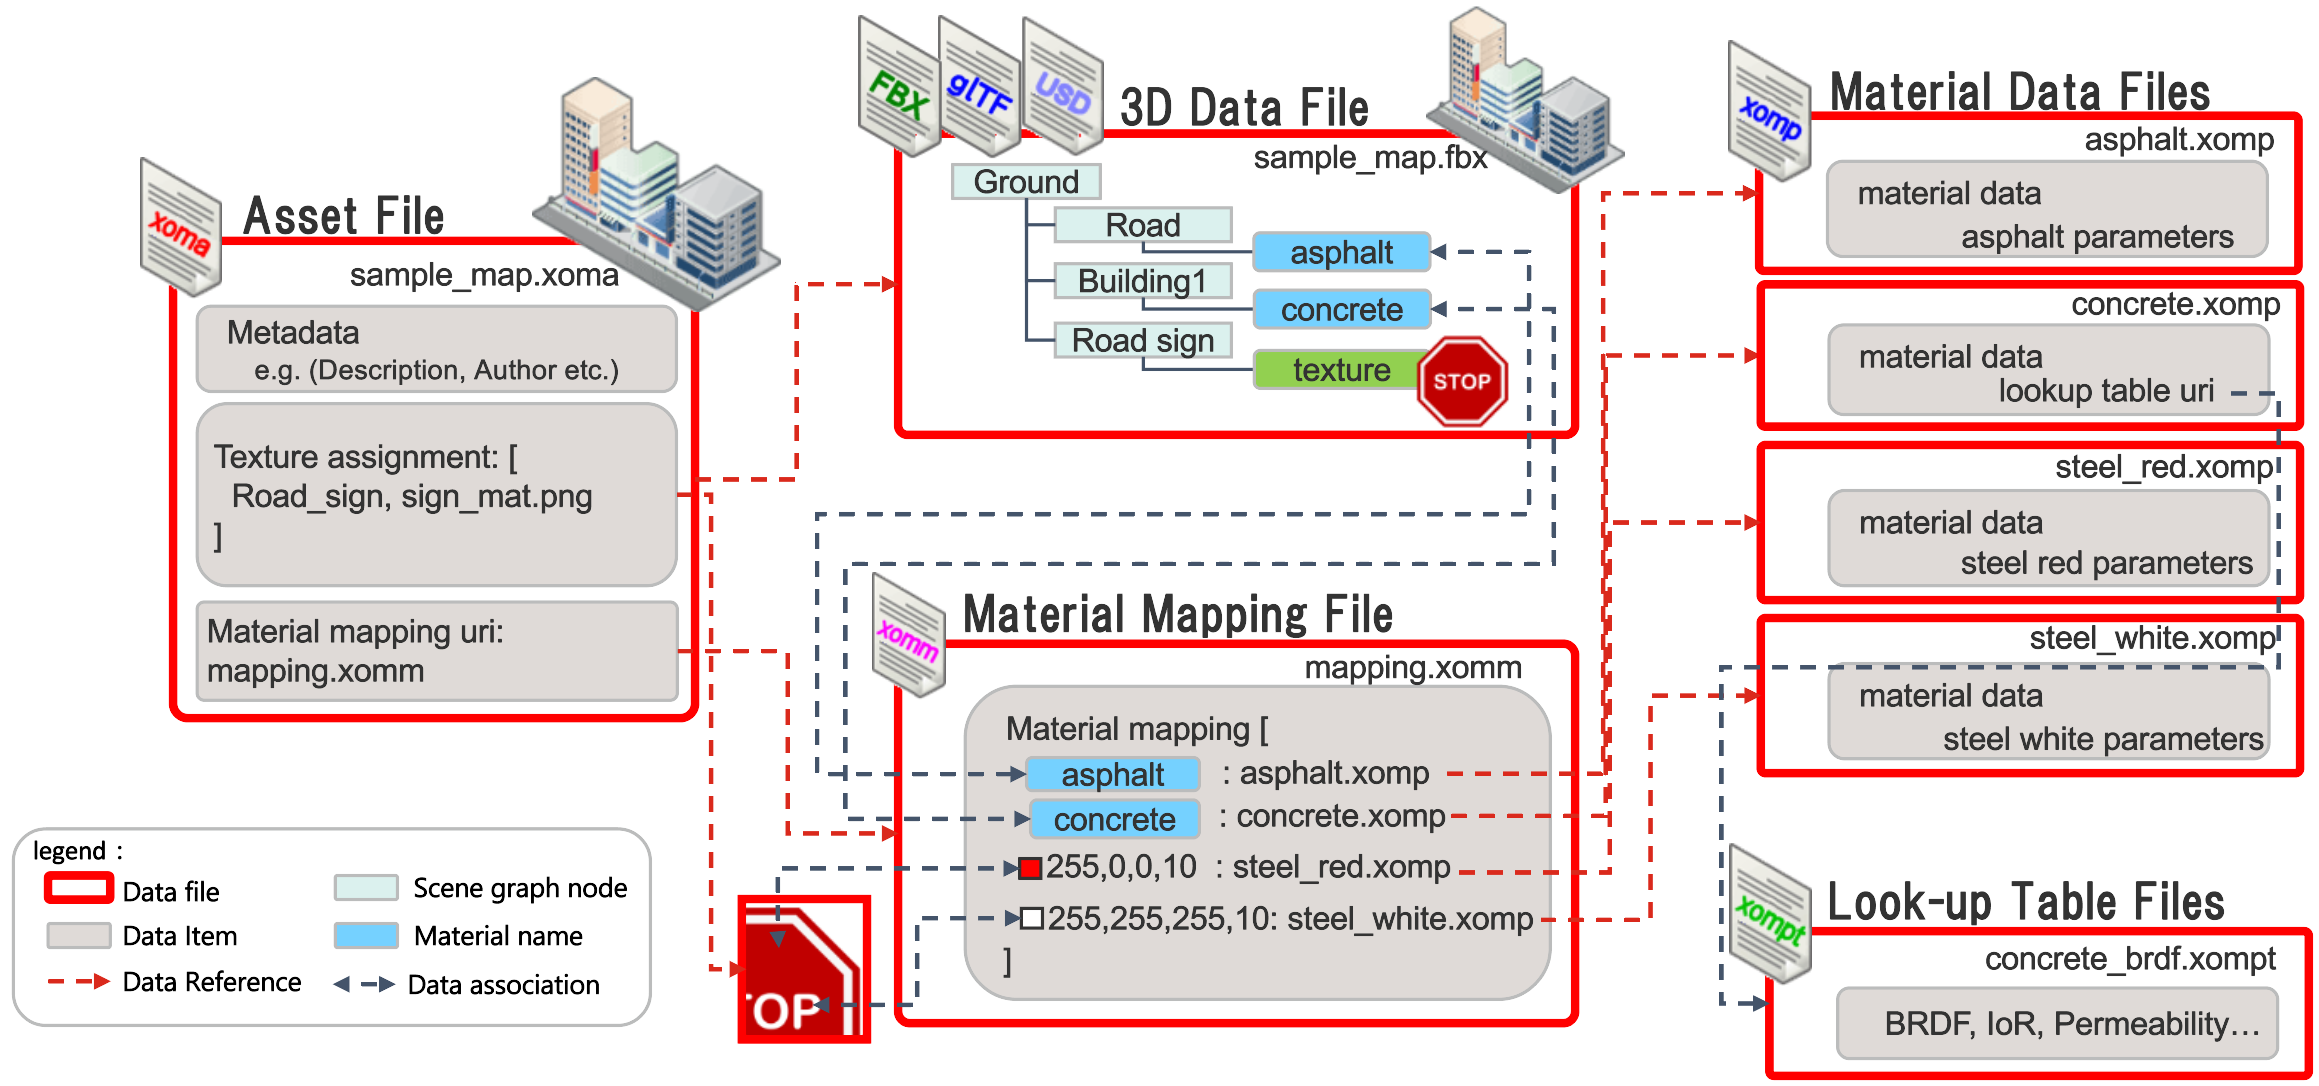 xoma
Asset File
sample_map.xoma
Metadata
e.g. (Description, Author etc.)
Texture assignment: [
Road_sign, sign_mat.png
]
Material mapping uri:
mapping.xomm
legend :
Data file
Data Item
Data Reference
Scene graph node
Material name
Data association
FBX
glTF
USD
3D Data File
sample_map.fbx
Ground
Road
asphalt
Building1
concrete
Road sign
texture
STOP
xomm
Material Mapping File
mapping.xomm
Material mapping [
asphalt : asphalt.xomp
concrete : concrete.xomp
255,0,0,10 : steel_red.xomp
255,255,255,10: steel_white.xomp
]
TOP
xomp
Material Data Files
asphalt.xomp
material data
asphalt parameters
concrete.xomp
material data
lookup table uri
steel_red.xomp
material data
steel red parameters
steel_white.xomp
material data
steel white parameters
xompt
Look-up Table Files
concrete_brdf.xompt
BRDF, IoR, Permeability…